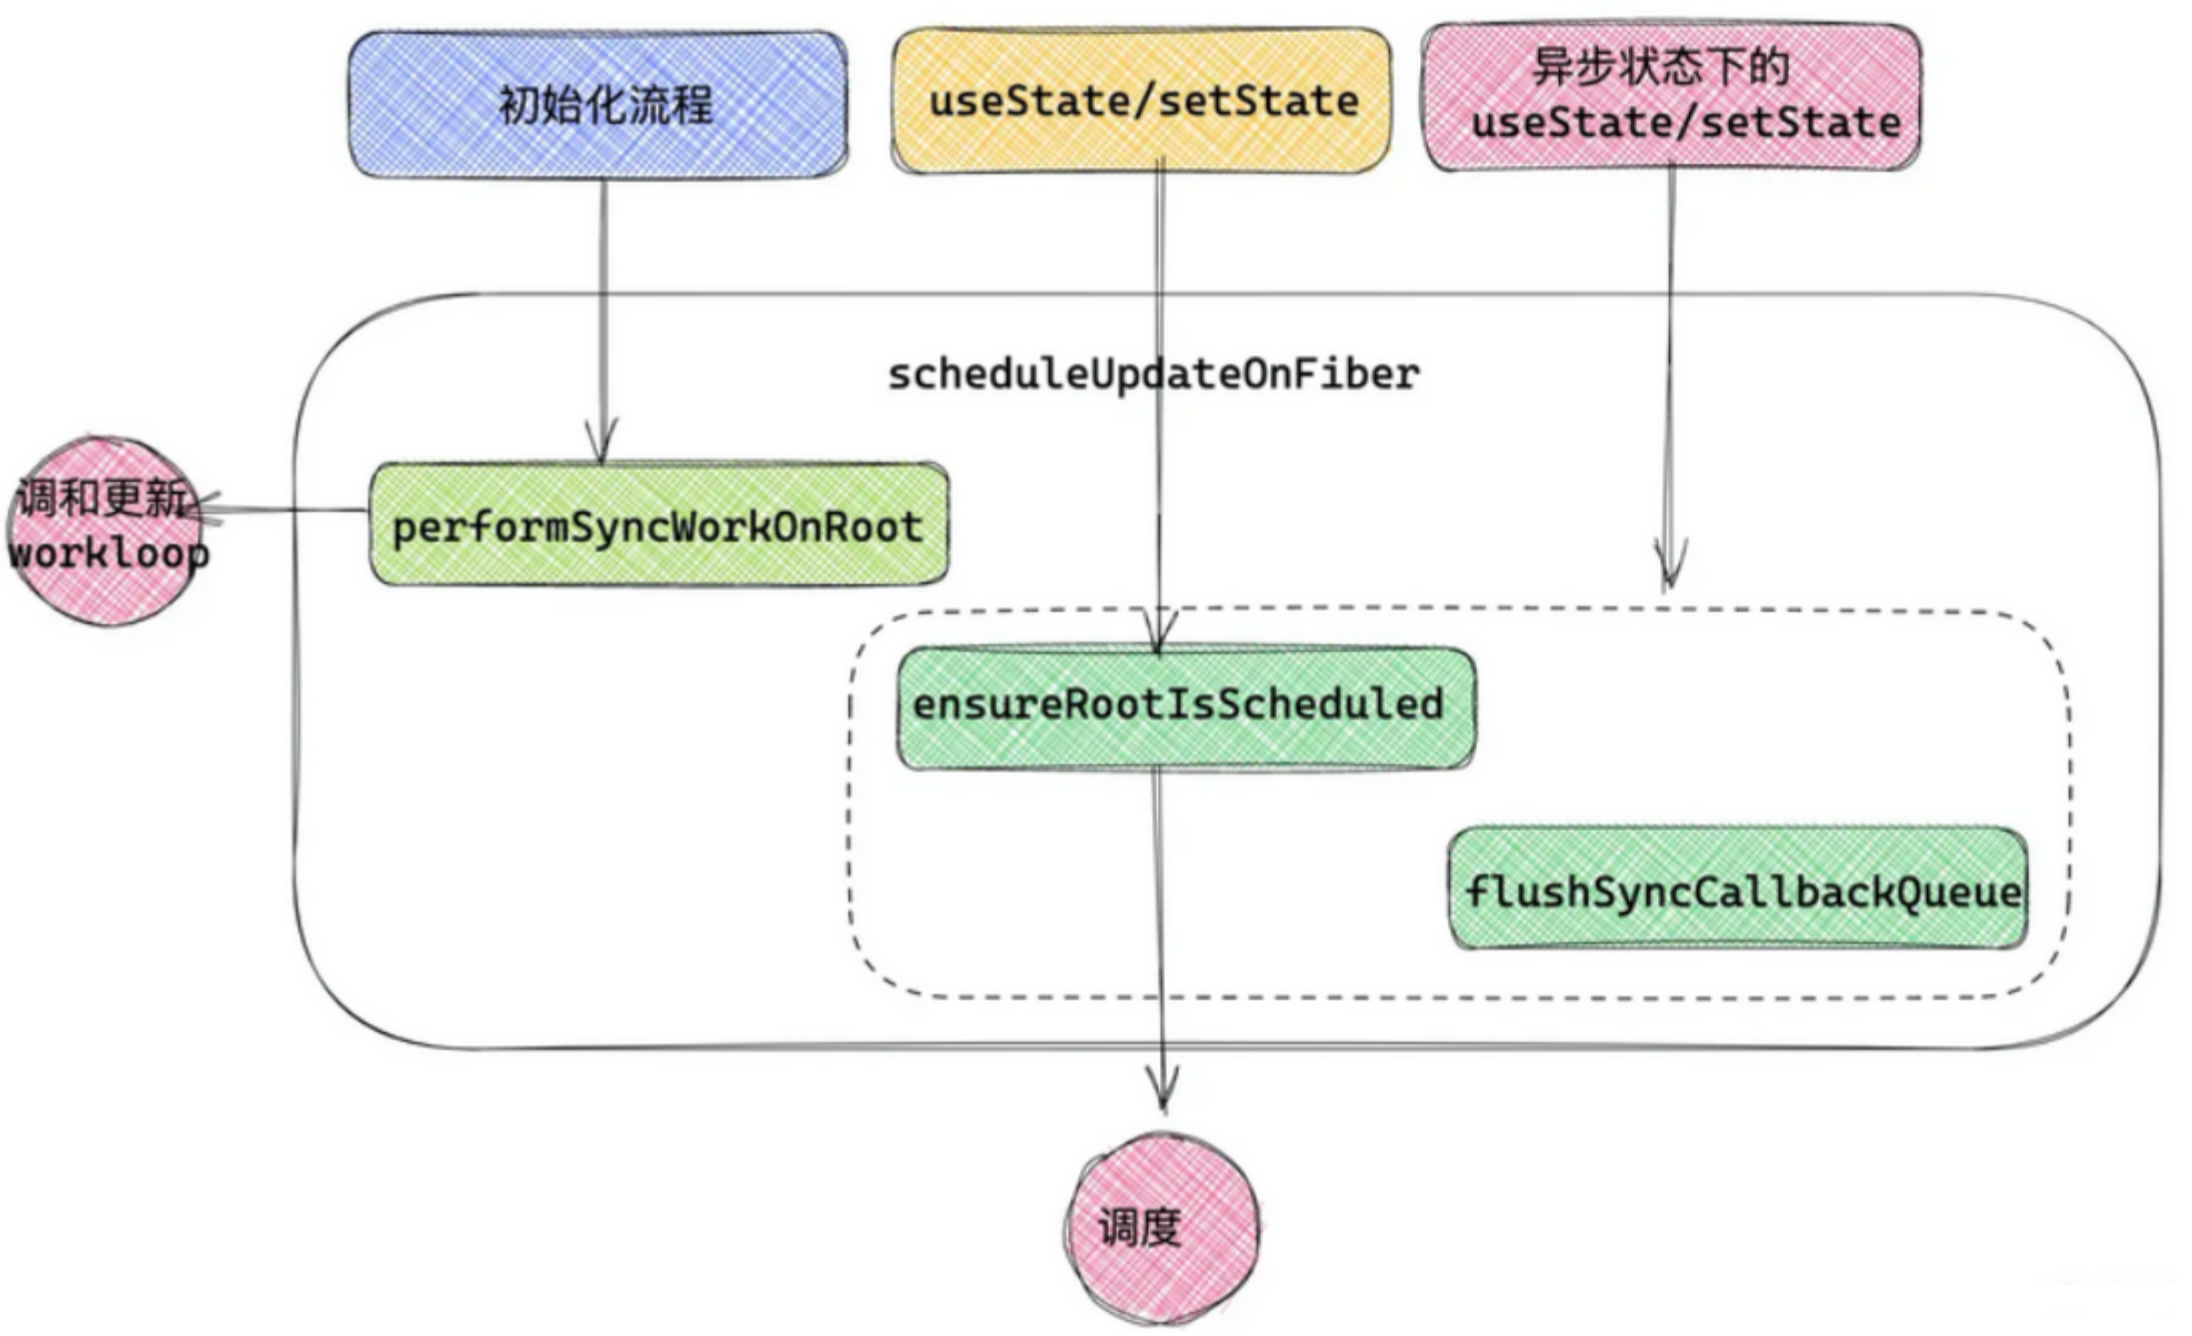 初始化流程
useState/setState
异步状态下的
useState/setState
scheduleUpdateOnFiber
调和更新
workloop
performSyncWorkOnRoot
ensureRootIsScheduled
flushSyncCallbackQueue
调度